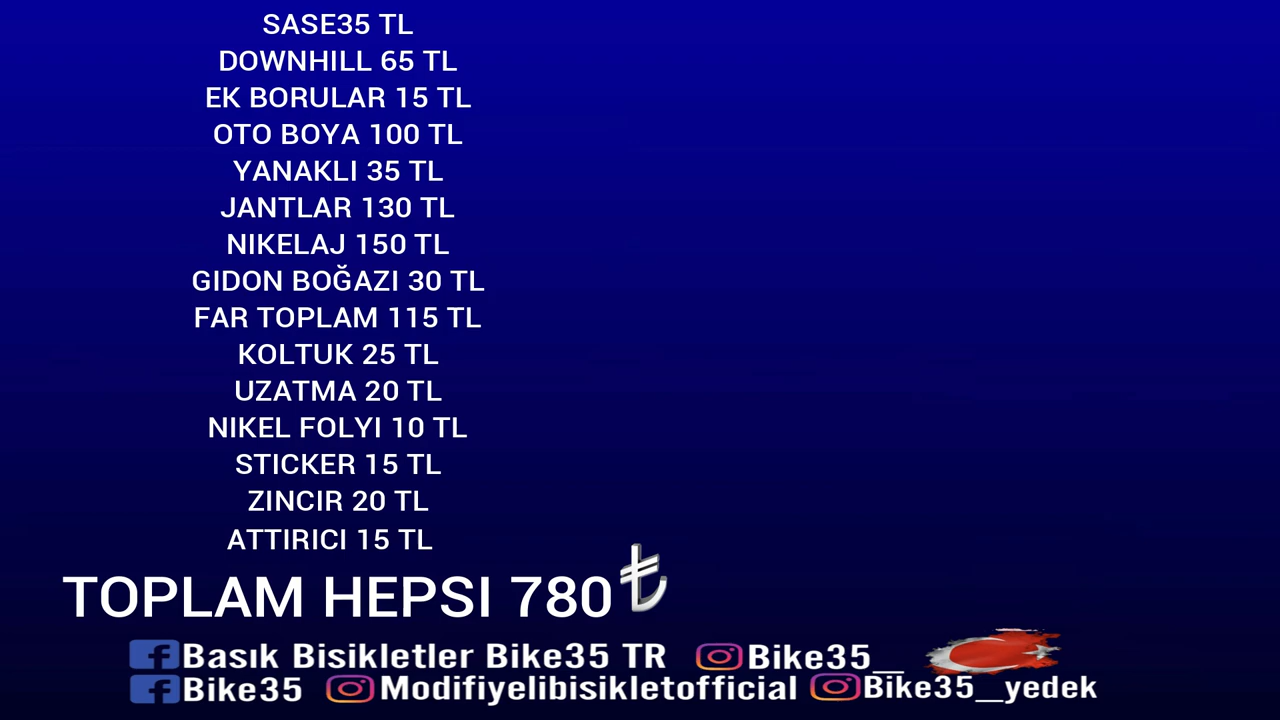 SASE35 TL
DOWNHILL 65 TL
EK BORULAR 15 TL
OTO BOYA 100 TL
YANAKLI 35 TL
JANTLAR 130 TL
NIKELAJ 150 TL
GIDON BOĞAZI 30 TL
FAR TOPLAM 115 TL
KOLTUK 25 TL
UZATMA 20 TL
NIKEL FOLYI 10 TL
STICKER 15 TL
ZINCIR 20 TL
ATTIRICI 15 TL
TOPLAM HEPSI 780₺
Basık Bisikletler Bike35 TR Bike35__
Bike35 Modifiyelibisikletofficial Bike35__yedek